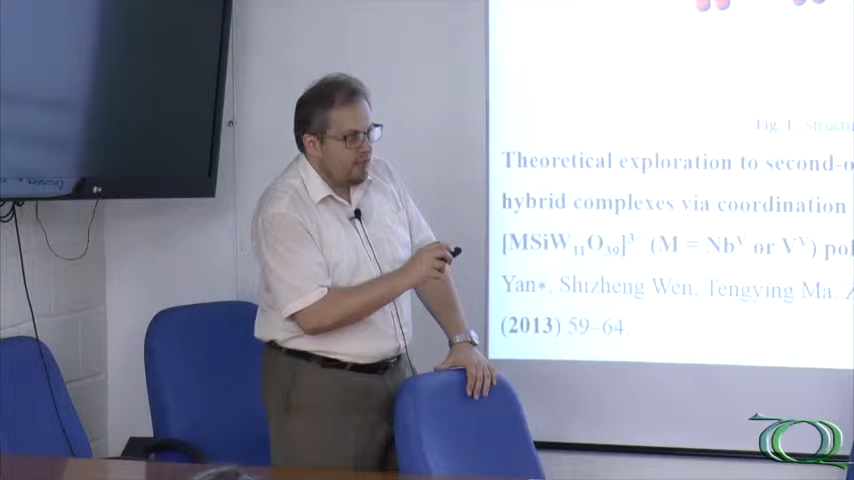 Fig. 1. Structu
Theoretical exploration to second-o
hybrid complexes via coordination
[MSiW₁₁O₃₉]³⁻ (M = Nbⱽ or Vⱽ) pol
Yan*, Shizheng Wen, Tengying Ma,
(2013) 59–64
TQC